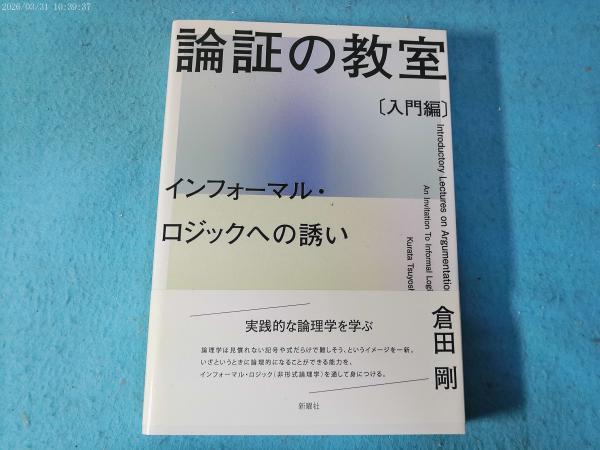 2026/03/31 10:39:37
論証の教室
〔入門編〕
Introductory Lectures on Argumentatio
An Invitation To Informal Logi
Kurata Tsuyosh
インフォーマル・
ロジックへの誘い
倉田 剛
実践的な論理学を学ぶ
論理学は見慣れない記号や式だらけで難しそう、というイメージを一新。
いざというときに論理的になることができる能力を、
インフォーマル・ロジック(非形式論理学)を通して身につける。
新曜社